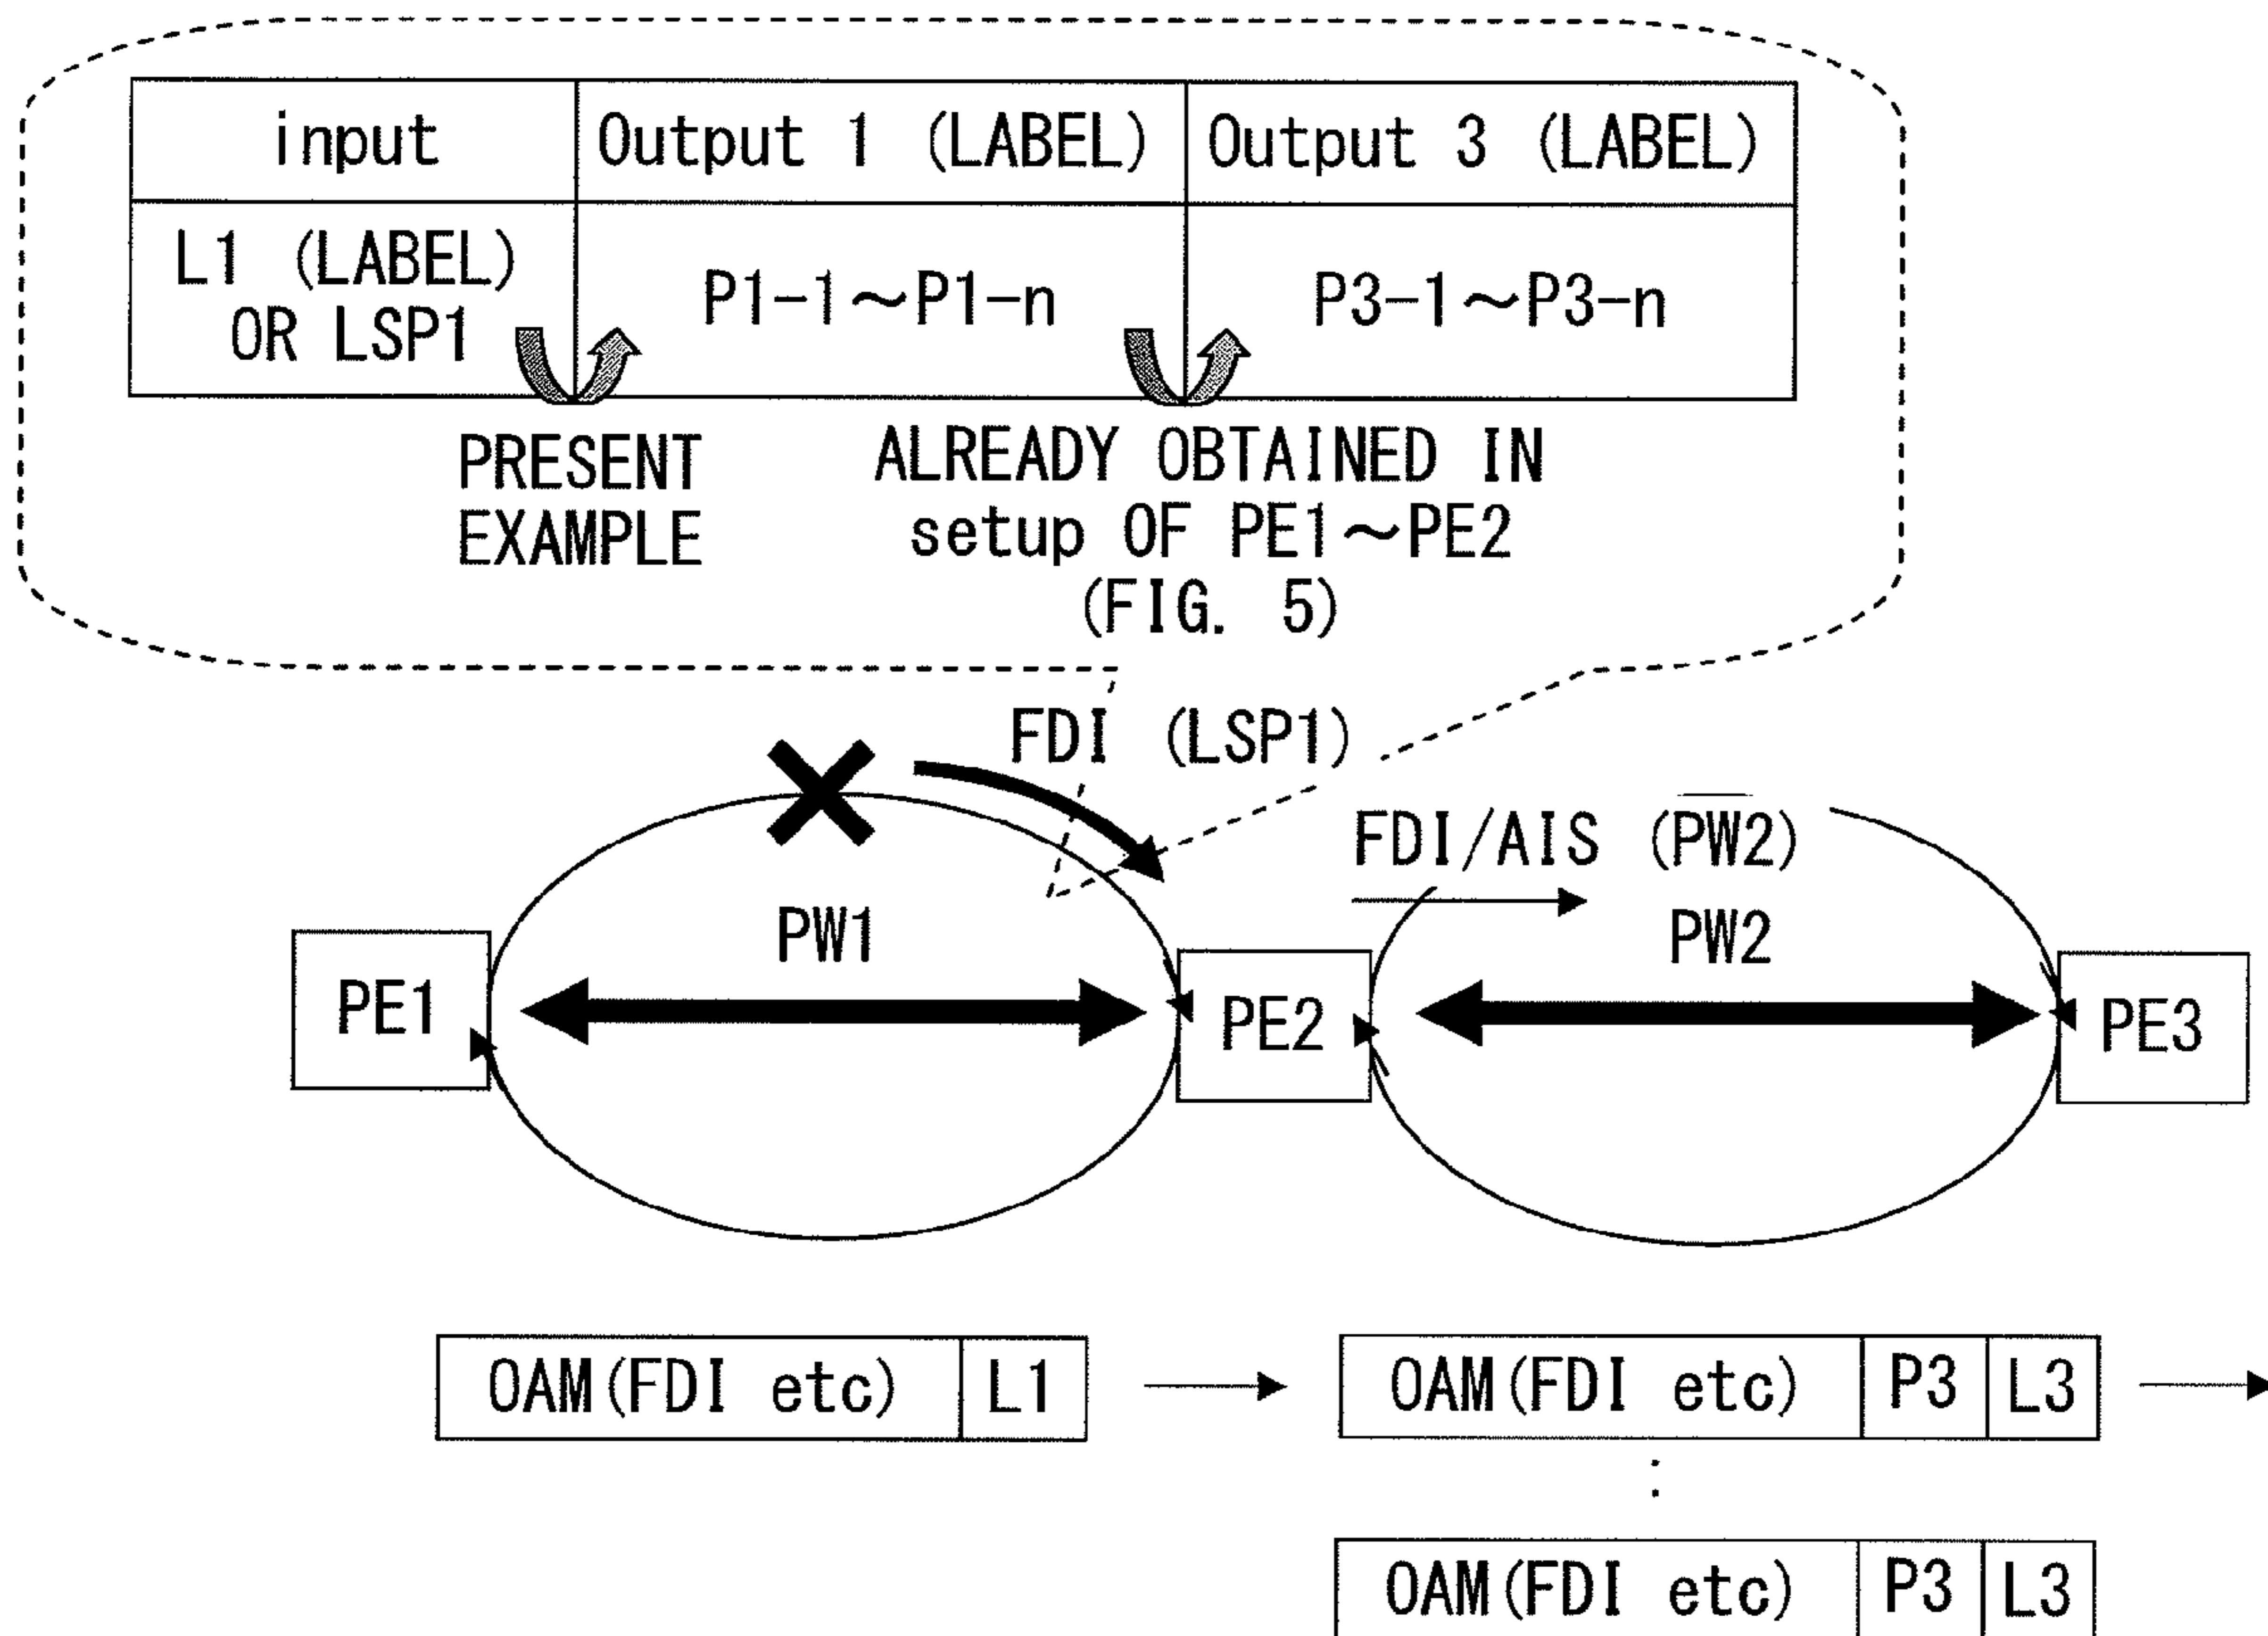 input Output 1 (LABEL) Output 3 (LABEL)
L1 (LABEL)
OR LSP1
P1-1〜P1-n
P3-1〜P3-n
PRESENT
EXAMPLE
ALREADY OBTAINED IN
setup OF PE1〜PE2
(FIG. 5)
FDI (LSP1)
FDI/AIS (PW2)
PW1
PW2
PE1
PE2
PE3
OAM(FDI etc) L1
OAM(FDI etc) P3 L3
OAM(FDI etc) P3 L3